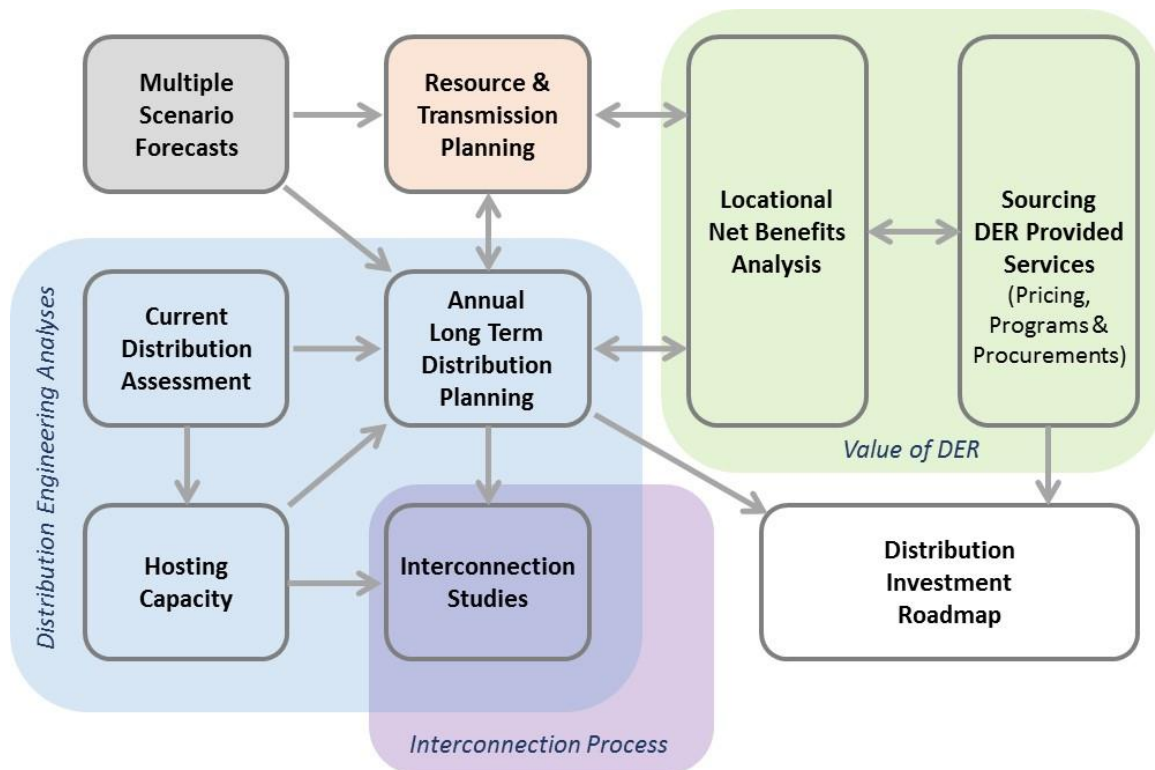 Multiple
Scenario
Forecasts
Resource &
Transmission
Planning
Locational
Net Benefits
Analysis
Sourcing
DER Provided
Services
(Pricing,
Programs &
Procurements)
Value of DER
Distribution Engineering Analyses
Current
Distribution
Assessment
Annual
Long Term
Distribution
Planning
Hosting
Capacity
Interconnection
Studies
Interconnection Process
Distribution
Investment
Roadmap